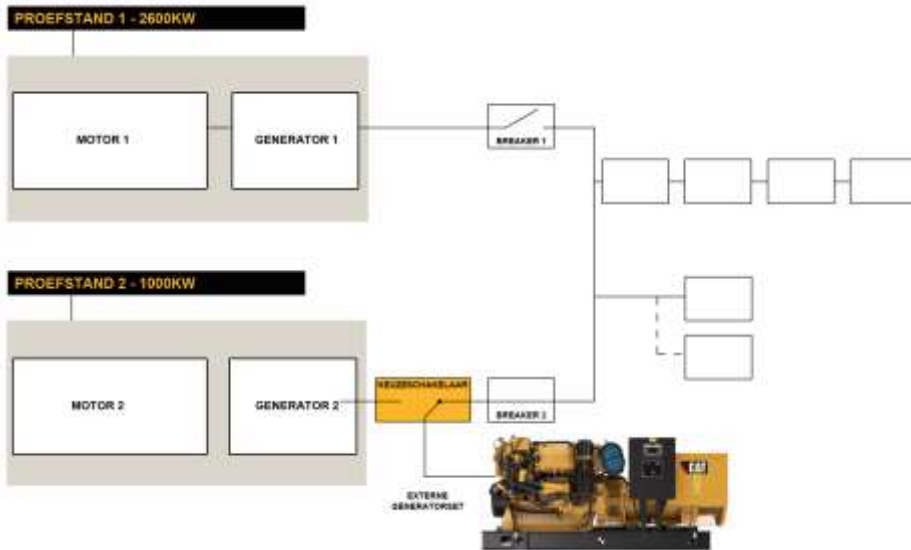 PROEFSTAND 1 - 2600KW
MOTOR 1
GENERATOR 1
BREAKER 1
PROEFSTAND 2 - 1000KW
MOTOR 2
GENERATOR 2
KEUZESCHAKELAAR
BREAKER 2
EXTERNE
GENERATORSET
CAT